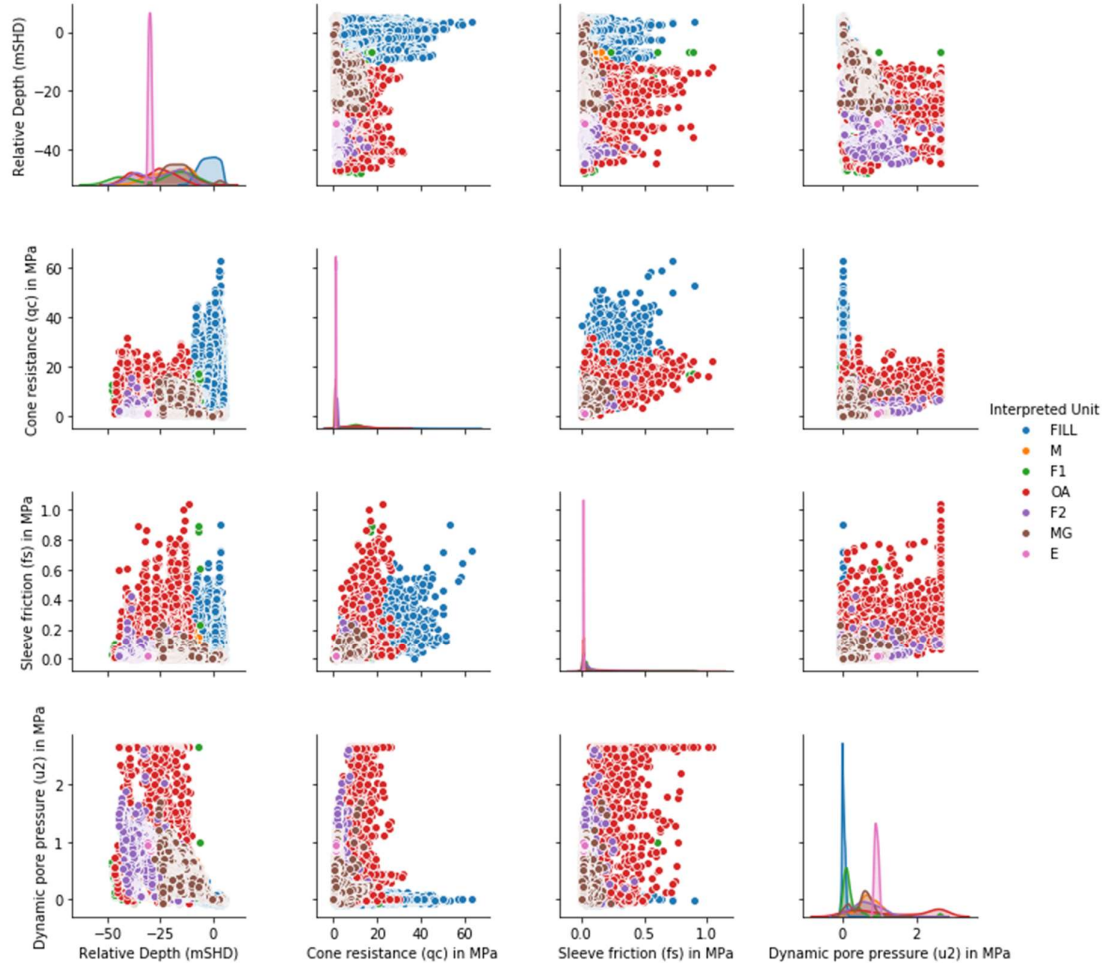 Relative Depth (mSHD)
0
−20
−40
Cone resistance (qc) in MPa
60
40
20
0
Interpreted Unit
FILL
M
F1
OA
F2
MG
E
Sleeve friction (fs) in MPa
1.0
0.8
0.6
0.4
0.2
0.0
Dynamic pore pressure (u2) in MPa
2
1
0
−50
−25
0
Relative Depth (mSHD)
0
20
40
60
Cone resistance (qc) in MPa
0.0
0.5
1.0
Sleeve friction (fs) in MPa
0
2
Dynamic pore pressure (u2) in MPa